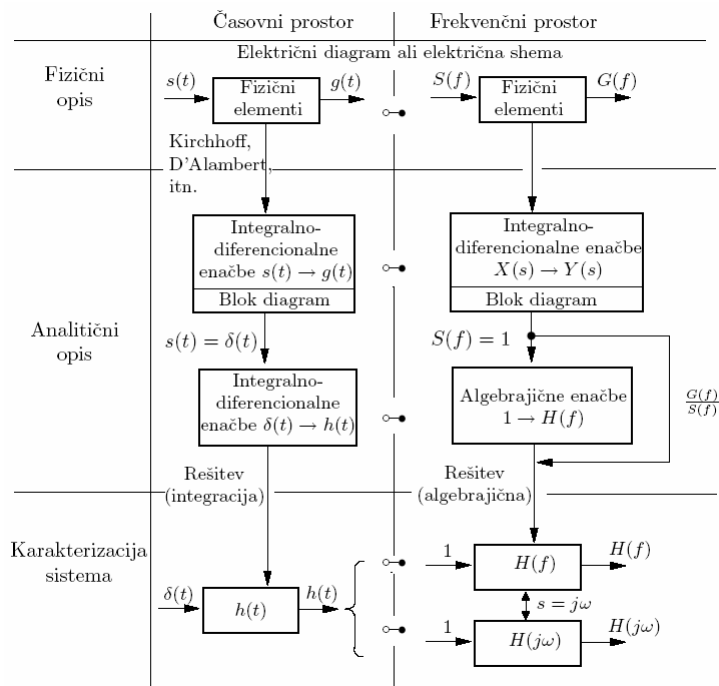 Časovni prostor
Frekvenčni prostor
Električni diagram ali električna shema
Fizični
opis
s(t)
Fizični
elementi
g(t)
S(f)
Fizični
elementi
G(f)
Kirchhoff,
D'Alambert,
itn.
Analitični
opis
Integralno-
diferencionalne
enačbe s(t) → g(t)
Blok diagram
Integralno-
diferencionalne enačbe
X(s) → Y(s)
Blok diagram
s(t) = δ(t)
S(f) = 1
Integralno-
diferencionalne
enačbe δ(t) → h(t)
Algebrajične enačbe
1 → H(f)
G(f)
S(f)
Rešitev
(integracija)
Rešitev
(algebrajična)
Karakterizacija
sistema
δ(t)
h(t)
h(t)
1
H(f)
H(f)
s = jω
1
H(jω)
H(jω)